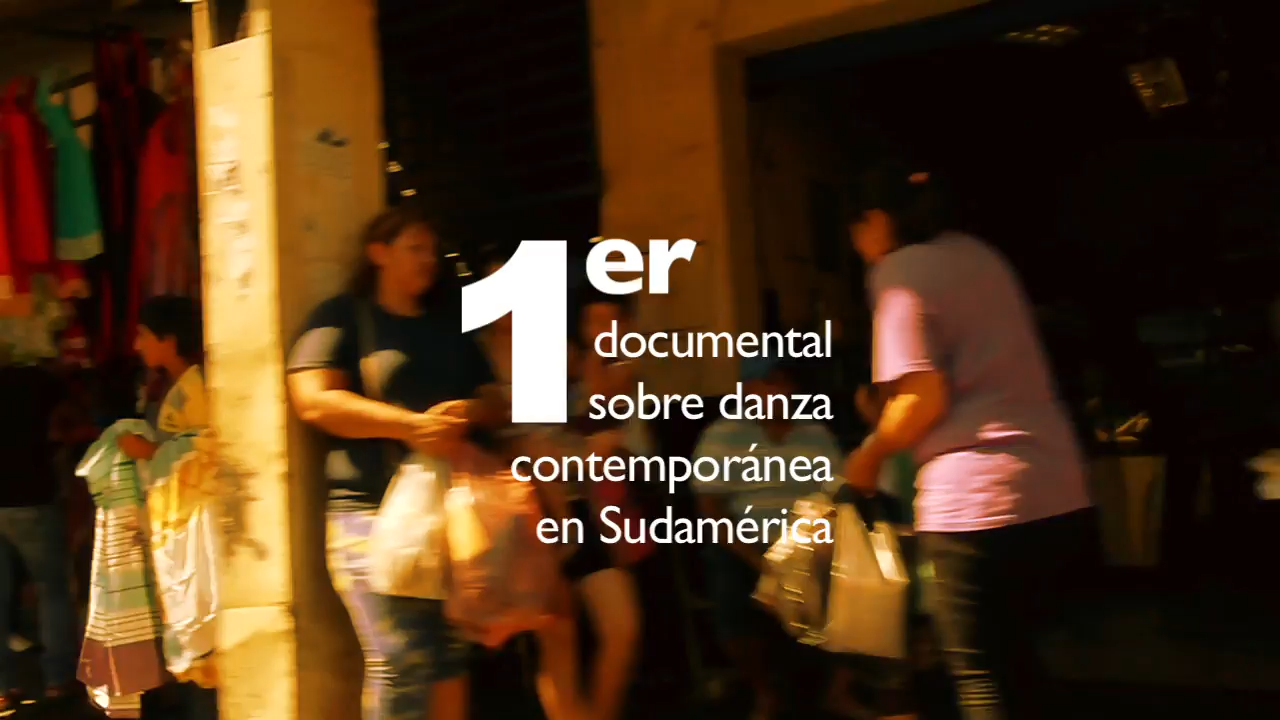 1er
documental
sobre danza
contemporánea
en Sudamérica